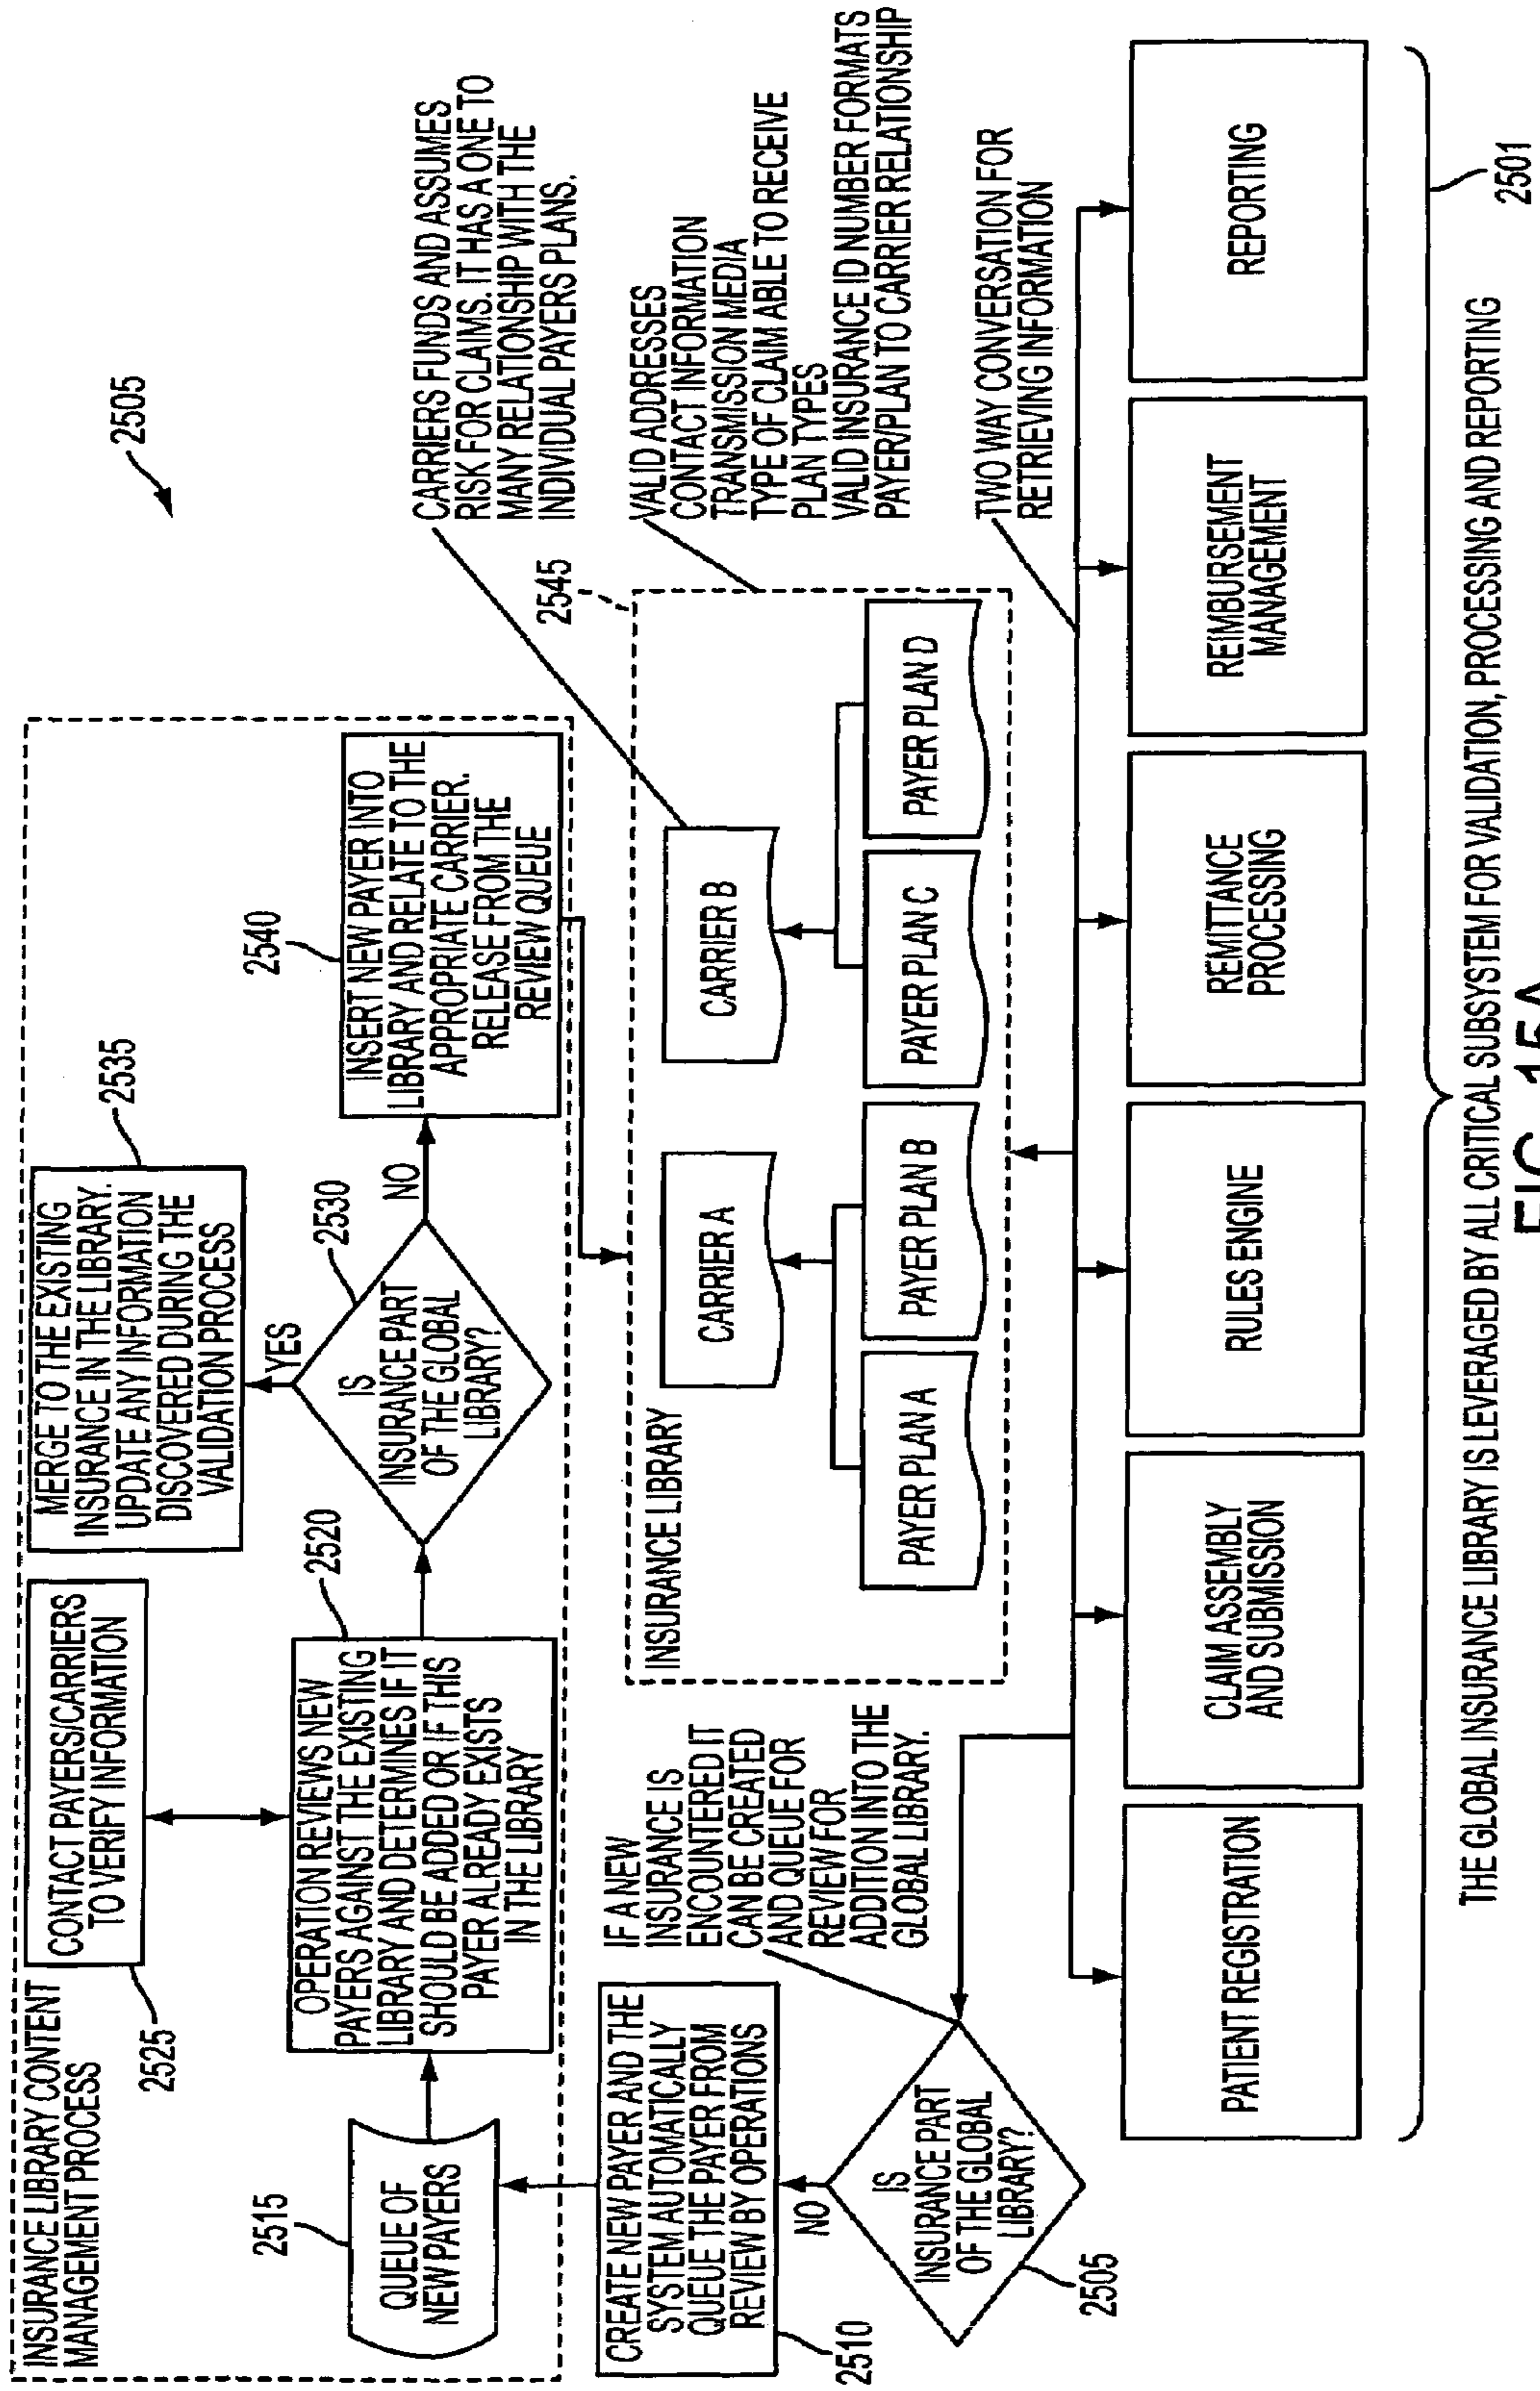 2505
INSURANCE LIBRARY CONTENT
MANAGEMENT PROCESS
CONTACT PAYERS/CARRIERS
TO VERIFY INFORMATION
2525
MERGE TO THE EXISTING
INSURANCE IN THE LIBRARY.
UPDATE ANY INFORMATION
DISCOVERED DURING THE
VALIDATION PROCESS
2535
2515
QUEUE OF
NEW PAYERS
OPERATION REVIEWS NEW
PAYERS AGAINST THE EXISTING
LIBRARY AND DETERMINES IF IT
SHOULD BE ADDED OR IF THIS
PAYER ALREADY EXISTS
IN THE LIBRARY
2520
YES
IS
INSURANCE PART
OF THE GLOBAL
LIBRARY?
2530
NO
2540
INSERT NEW PAYER INTO
LIBRARY AND RELATE TO THE
APPROPRIATE CARRIER.
RELEASE FROM THE
REVIEW QUEUE
CARRIERS FUNDS AND ASSUMES
RISK FOR CLAIMS. IT HAS A ONE TO
MANY RELATIONSHIP WITH THE
INDIVIDUAL PAYERS PLANS.
CREATE NEW PAYER AND THE
SYSTEM AUTOMATICALLY
QUEUE THE PAYER FROM
REVIEW BY OPERATIONS
2510
IF A NEW
INSURANCE IS
ENCOUNTERED IT
CAN BE CREATED
AND QUEUE FOR
REVIEW FOR
ADDITION INTO THE
GLOBAL LIBRARY.
2545
INSURANCE LIBRARY
CARRIER A
CARRIER B
PAYER PLAN A
PAYER PLAN B
PAYER PLAN C
PAYER PLAN D
VALID ADDRESSES
CONTACT INFORMATION
TRANSMISSION MEDIA
TYPE OF CLAIM ABLE TO RECEIVE
PLAN TYPES
VALID INSURANCE ID NUMBER FORMATS
PAYER/PLAN TO CARRIER RELATIONSHIP
NO
IS
INSURANCE PART
OF THE GLOBAL
LIBRARY?
2505
TWO WAY CONVERSATION FOR
RETRIEVING INFORMATION
PATIENT REGISTRATION
CLAIM ASSEMBLY
AND SUBMISSION
RULES ENGINE
REMITTANCE
PROCESSING
REIMBURSEMENT
MANAGEMENT
REPORTING
2501
THE GLOBAL INSURANCE LIBRARY IS LEVERAGED BY ALL CRITICAL SUBSYSTEM FOR VALIDATION, PROCESSING AND REPORTING
FIG. 15A